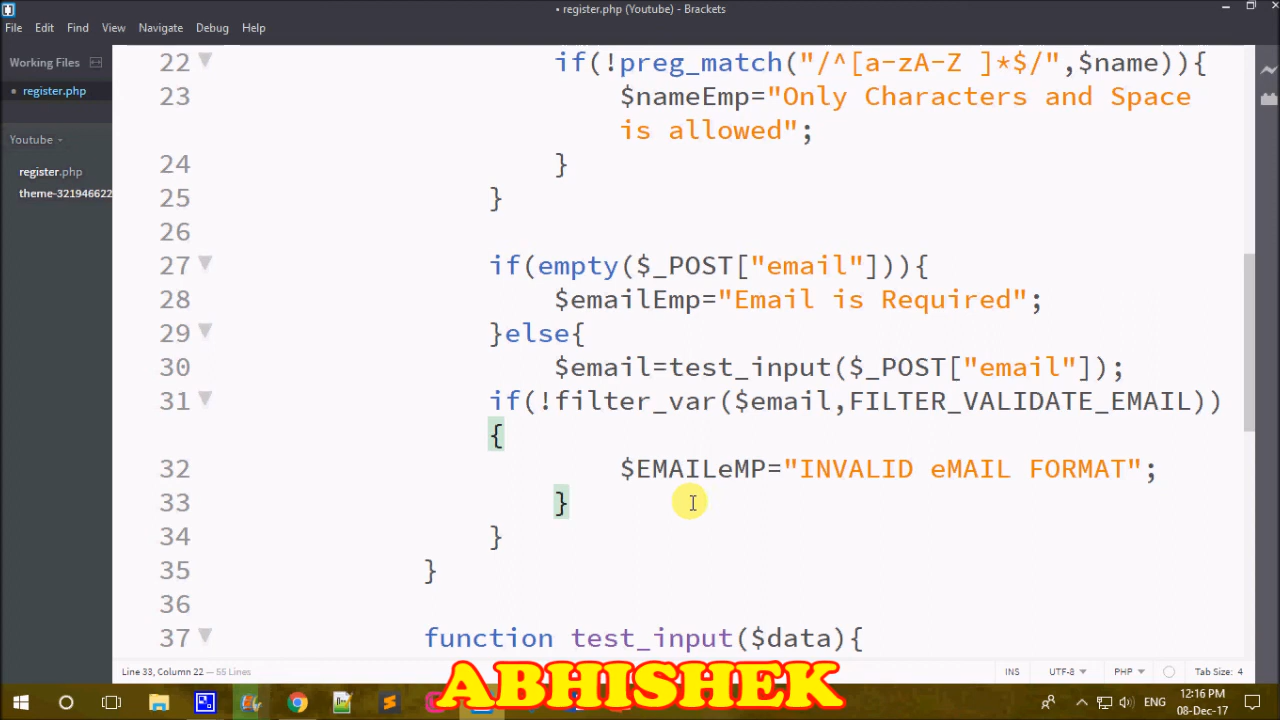 • register.php (Youtube) - Brackets
File Edit Find View Navigate Debug Help
Working Files
• register.php
Youtube
register.php
theme-321946622
22 if(!preg_match("/^[a-zA-Z ]*$/",$name)){
23 $nameEmp="Only Characters and Space
is allowed";
24 }
25 }
26
27 if(empty($_POST["email"])){
28 $emailEmp="Email is Required";
29 }else{
30 $email=test_input($_POST["email"]);
31 if(!filter_var($email,FILTER_VALIDATE_EMAIL))
{
32 $EMAILeMP="INVALID eMAIL FORMAT";
33 }
34 }
35 }
36
37 function test_input($data){
Line 33, Column 22 — 55 Lines
INS UTF-8 PHP Tab Size: 4
ABHISHEK
ENG
12:16 PM
08-Dec-17